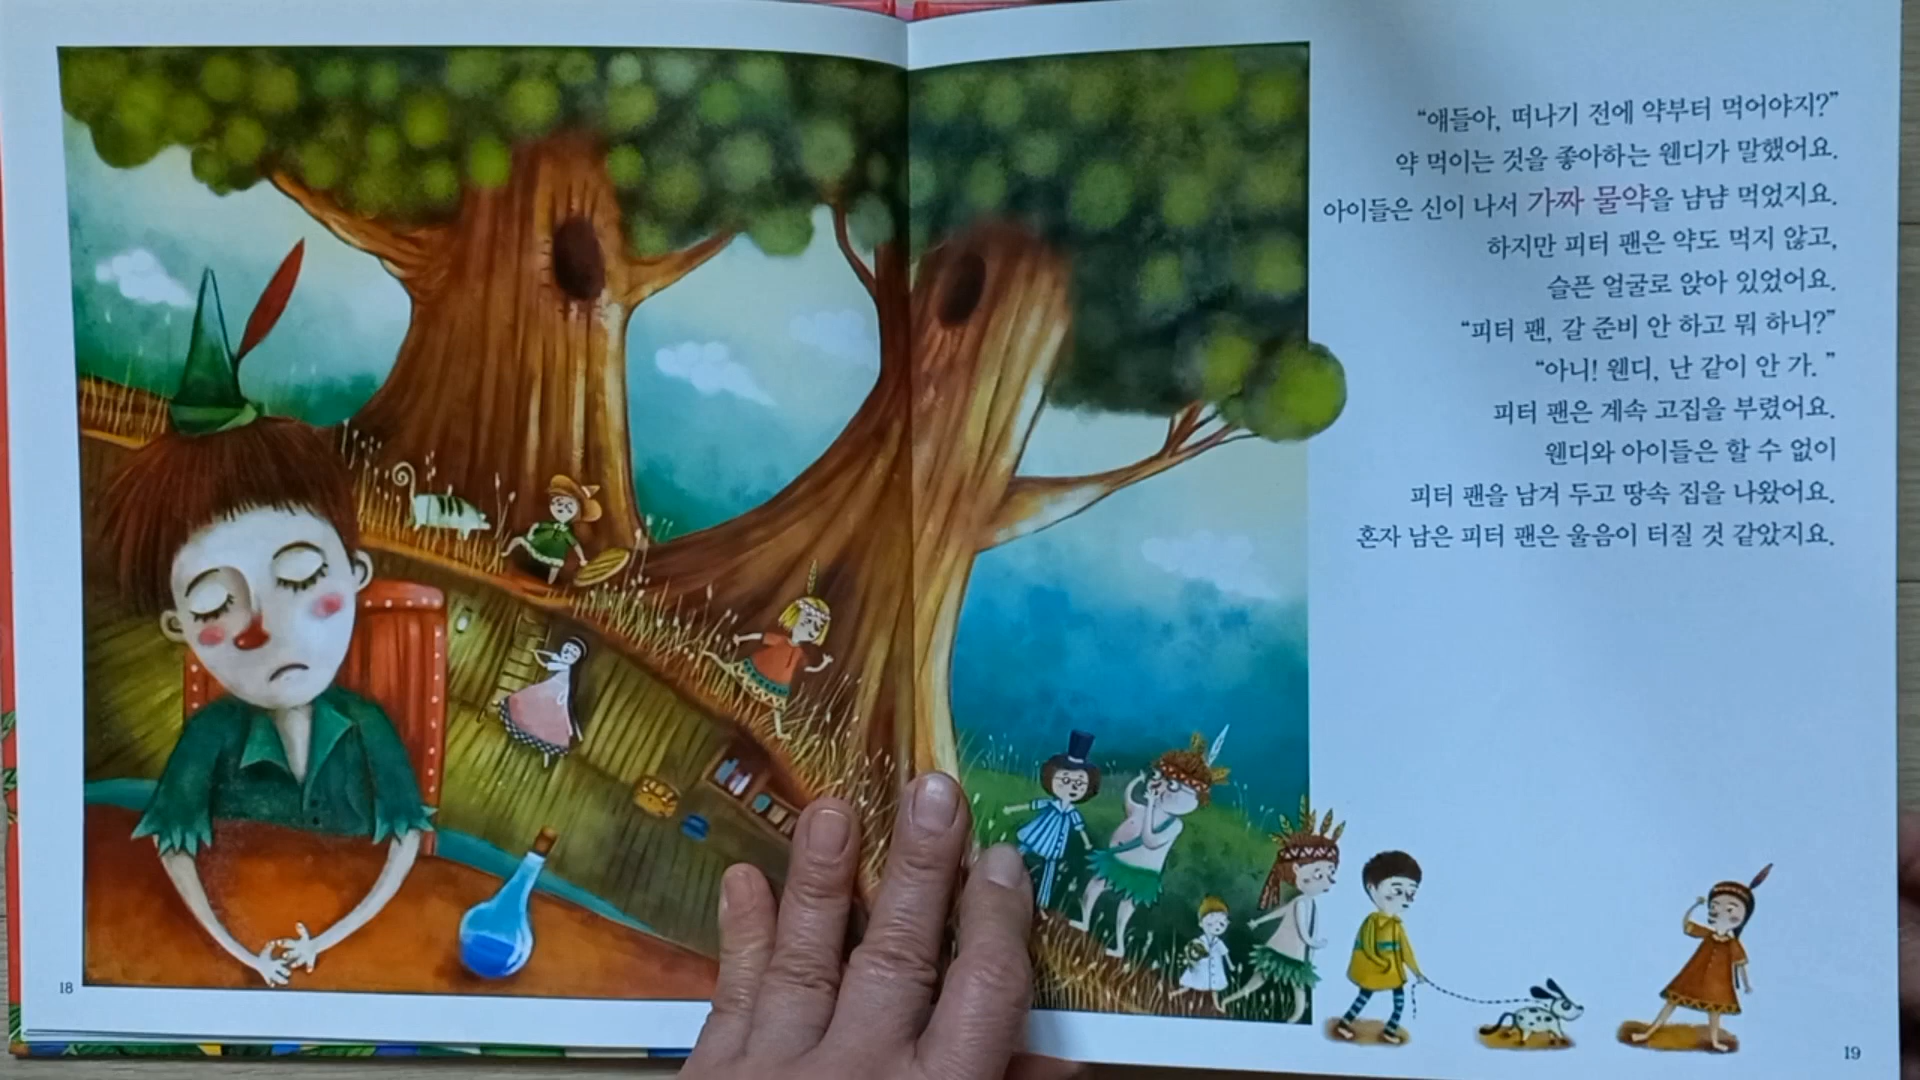 “얘들아, 떠나기 전에 약부터 먹어야지?”
약 먹이는 것을 좋아하는 웬디가 말했어요.
아이들은 신이 나서 가짜 물약을 냠냠 먹었지요.
하지만 피터 팬은 약도 먹지 않고,
슬픈 얼굴로 앉아 있었어요.
“피터 팬, 갈 준비 안 하고 뭐 하니?”
“아니! 웬디, 난 같이 안 가. ”
피터 팬은 계속 고집을 부렸어요.
웬디와 아이들은 할 수 없이
피터 팬을 남겨 두고 땅속 집을 나왔어요.
혼자 남은 피터 팬은 울음이 터질 것 같았지요.
18
19